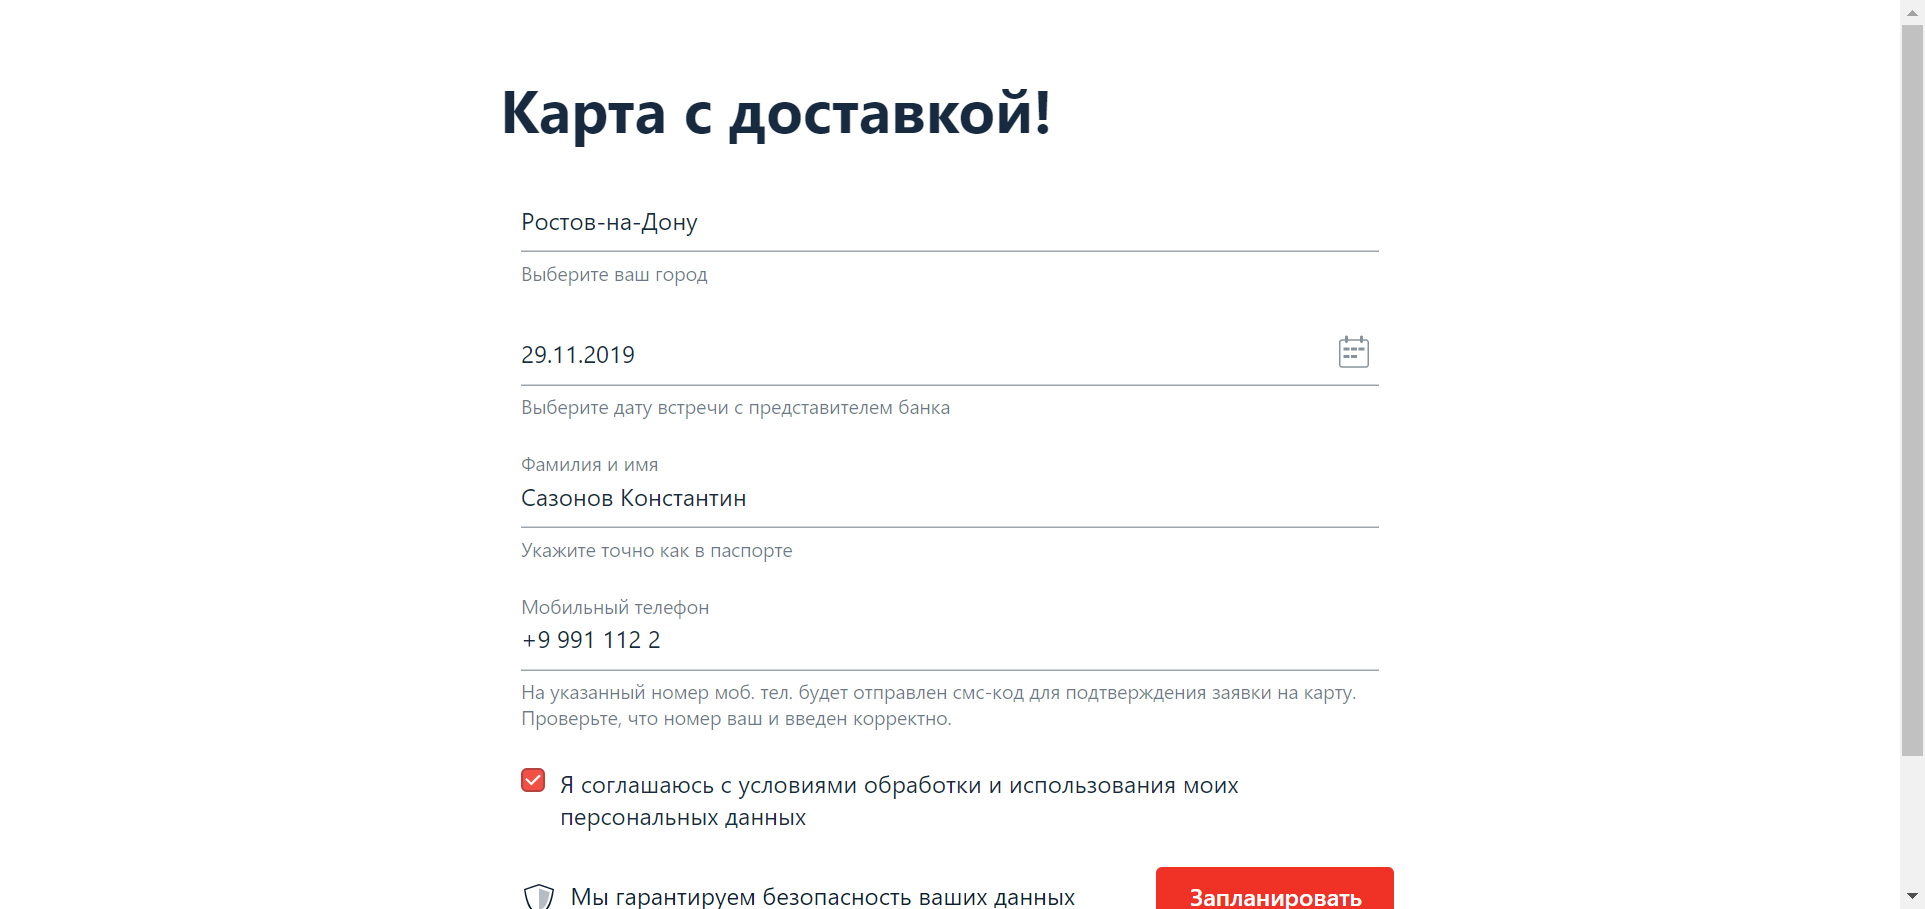 Карта с доставкой!
Ростов-на-Дону
Выберите ваш город
29.11.2019
Выберите дату встречи с представителем банка
Фамилия и имя
Сазонов Константин
Укажите точно как в паспорте
Мобильный телефон
+9 991 112 2
На указанный номер моб. тел. будет отправлен смс-код для подтверждения заявки на карту.
Проверьте, что номер ваш и введен корректно.
Я соглашаюсь с условиями обработки и использования моих
персональных данных
Мы гарантируем безопасность ваших данных
Запланировать